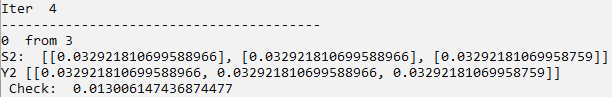 Iter  4
----------------------------------------
0  from 3
S2:  [[0.032921810699588966], [0.032921810699588966], [0.03292181069958759]]
Y2 [[0.032921810699588966, 0.032921810699588966, 0.03292181069958759]]
 Check:  0.013006147436874477